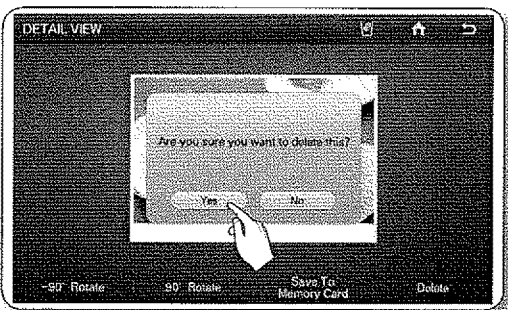 DETAIL VIEW
Are you sure you want to delete this?
Yes
No
-90° Rotate
90° Rotate
Save To
Memory Card
Delete